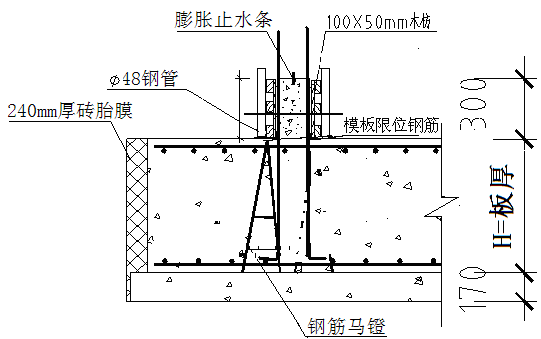 膨胀止水条
100X50mm木枋
φ48钢管
240mm厚砖胎膜
模板限位钢筋
300
H=板厚
170
钢筋马镫